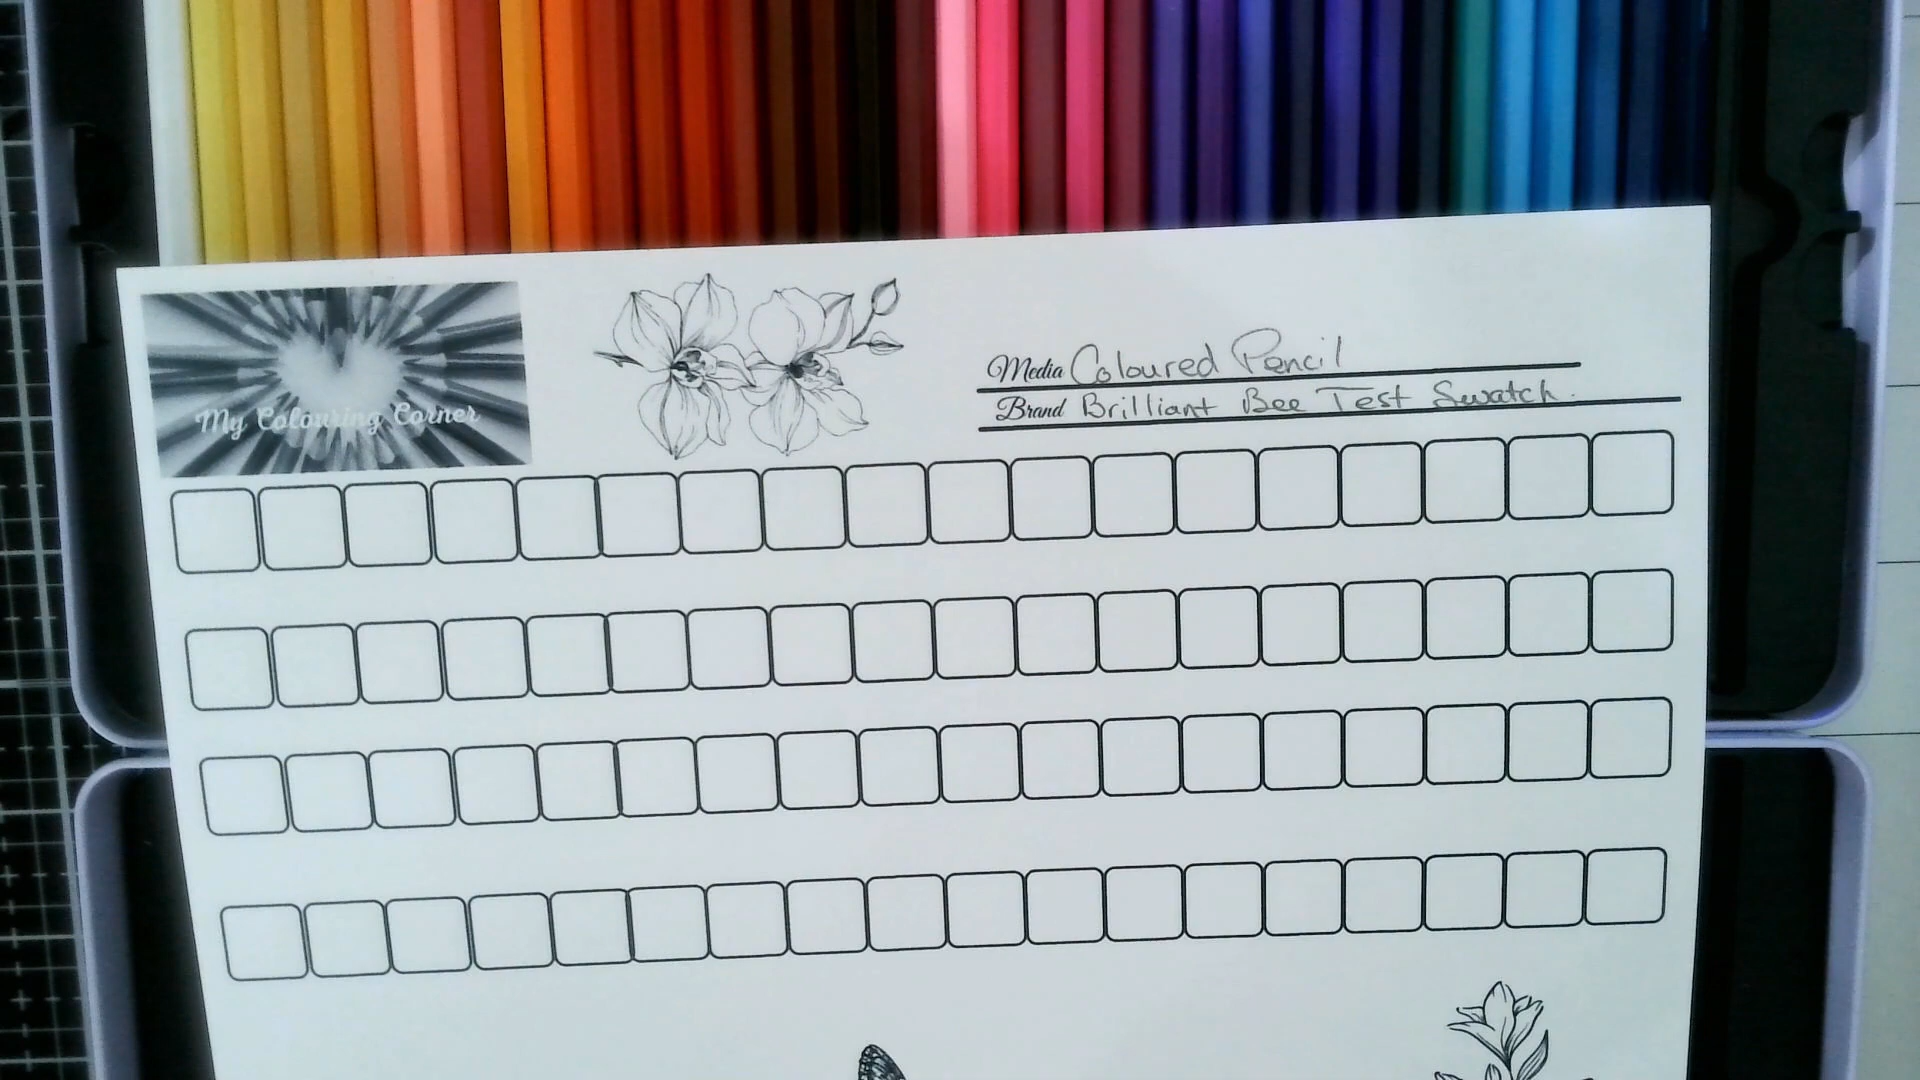 My Colouring Corner
Media Coloured Pencil
Brand Brilliant Bee Test Swatch.